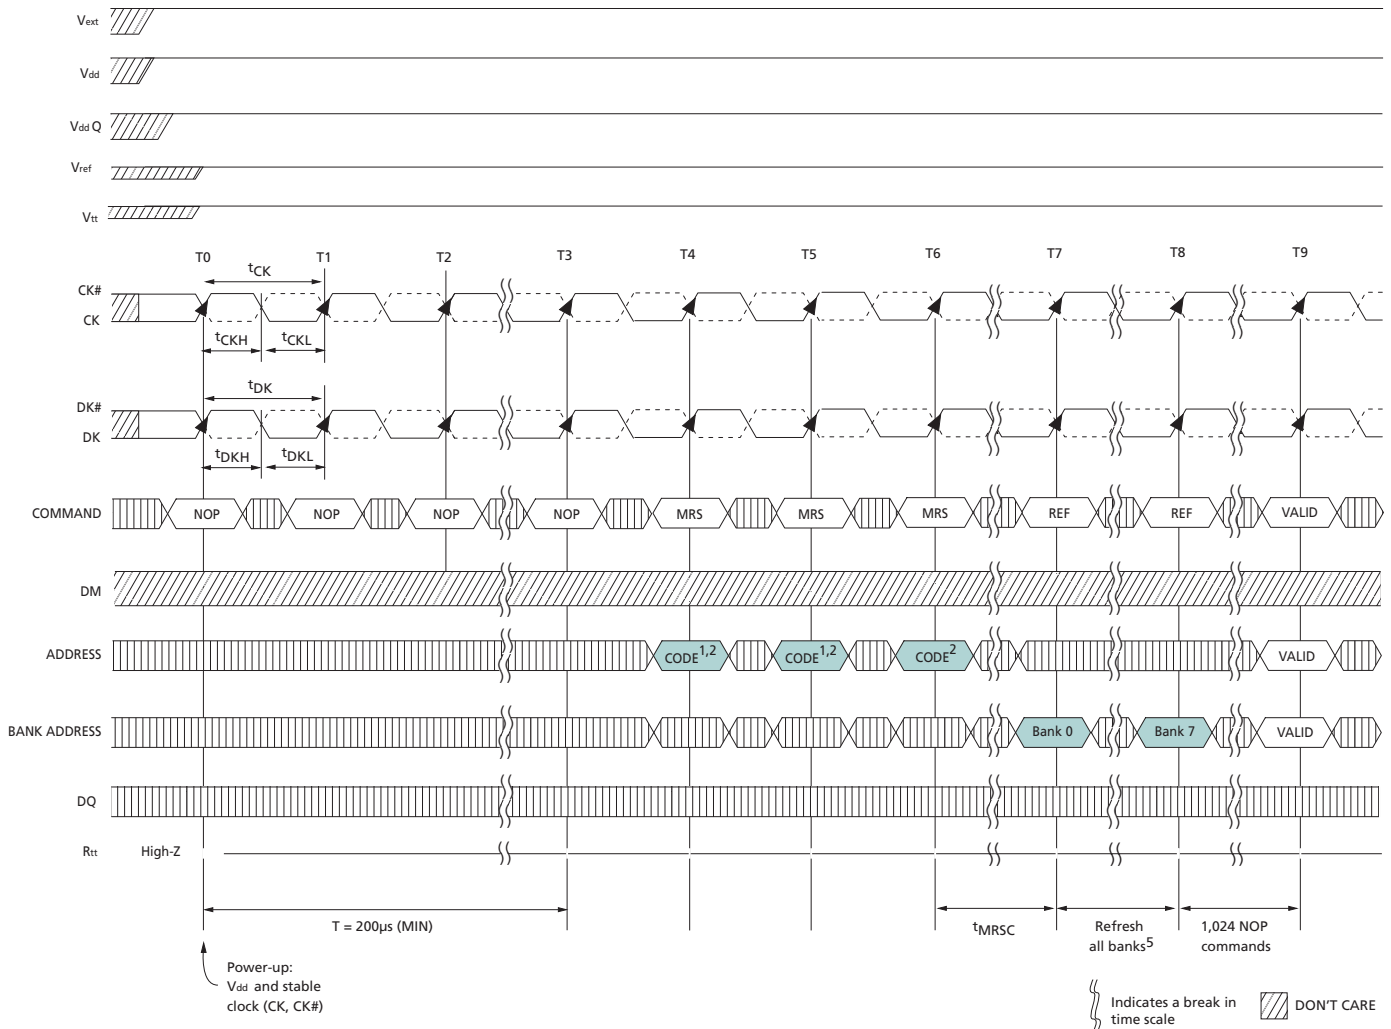 Vext
Vdd
Vdd Q
Vref
Vtt
T0 T1 T2 T3 T4 T5 T6 T7 T8 T9
tCK
CK#
CK
tCKH tCKL
tDK
DK#
DK
tDKH tDKL
COMMAND NOP NOP NOP NOP MRS MRS MRS REF REF VALID
DM
ADDRESS CODE1,2 CODE1,2 CODE2 VALID
BANK ADDRESS Bank 0 Bank 7 VALID
DQ
Rtt High-Z
T = 200µs (MIN) tMRSC Refresh 1,024 NOP
all banks5 commands
Power-up:
Vdd and stable
clock (CK, CK#)
Indicates a break in
time scale
DON'T CARE